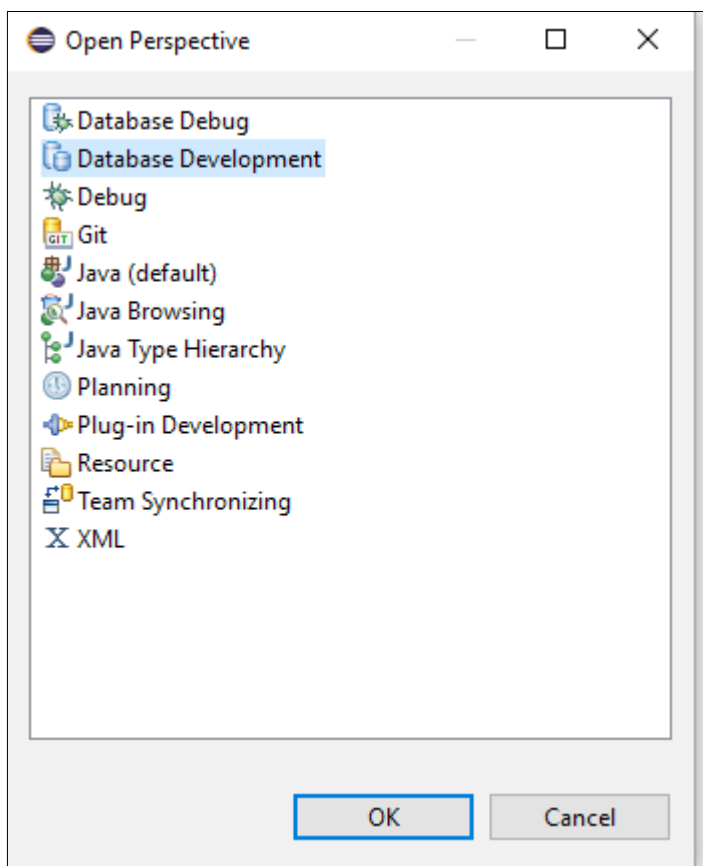 Open Perspective
Database Debug
Database Development
Debug
GIT Git
Java (default)
Java Browsing
Java Type Hierarchy
Planning
Plug-in Development
Resource
Team Synchronizing
X XML
OK Cancel